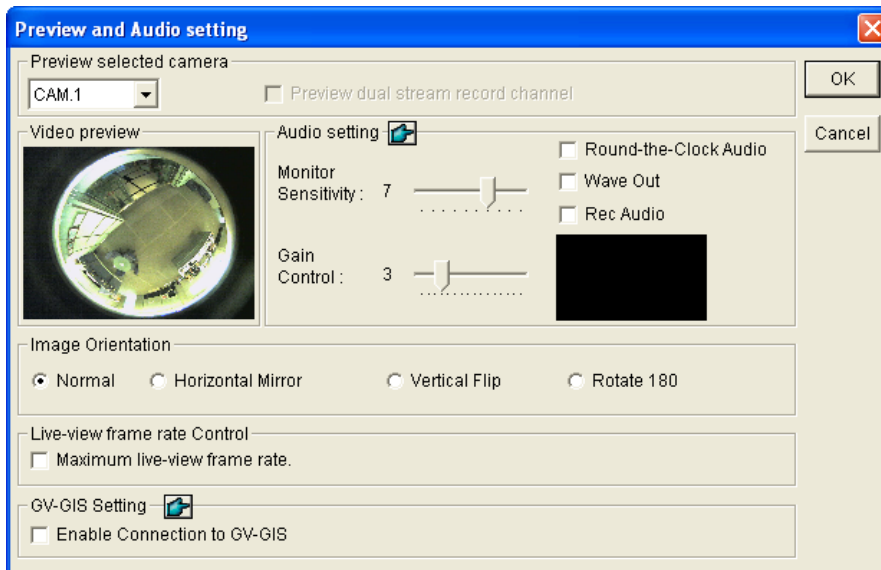 Preview and Audio setting
Preview selected camera
CAM.1
Preview dual stream record channel
OK
Cancel
Video preview
Audio setting
Monitor
Sensitivity : 7
Round-the-Clock Audio
Wave Out
Rec Audio
Gain
Control : 3
Image Orientation
Normal Horizontal Mirror Vertical Flip Rotate 180
Live-view frame rate Control
Maximum live-view frame rate.
GV-GIS Setting
Enable Connection to GV-GIS